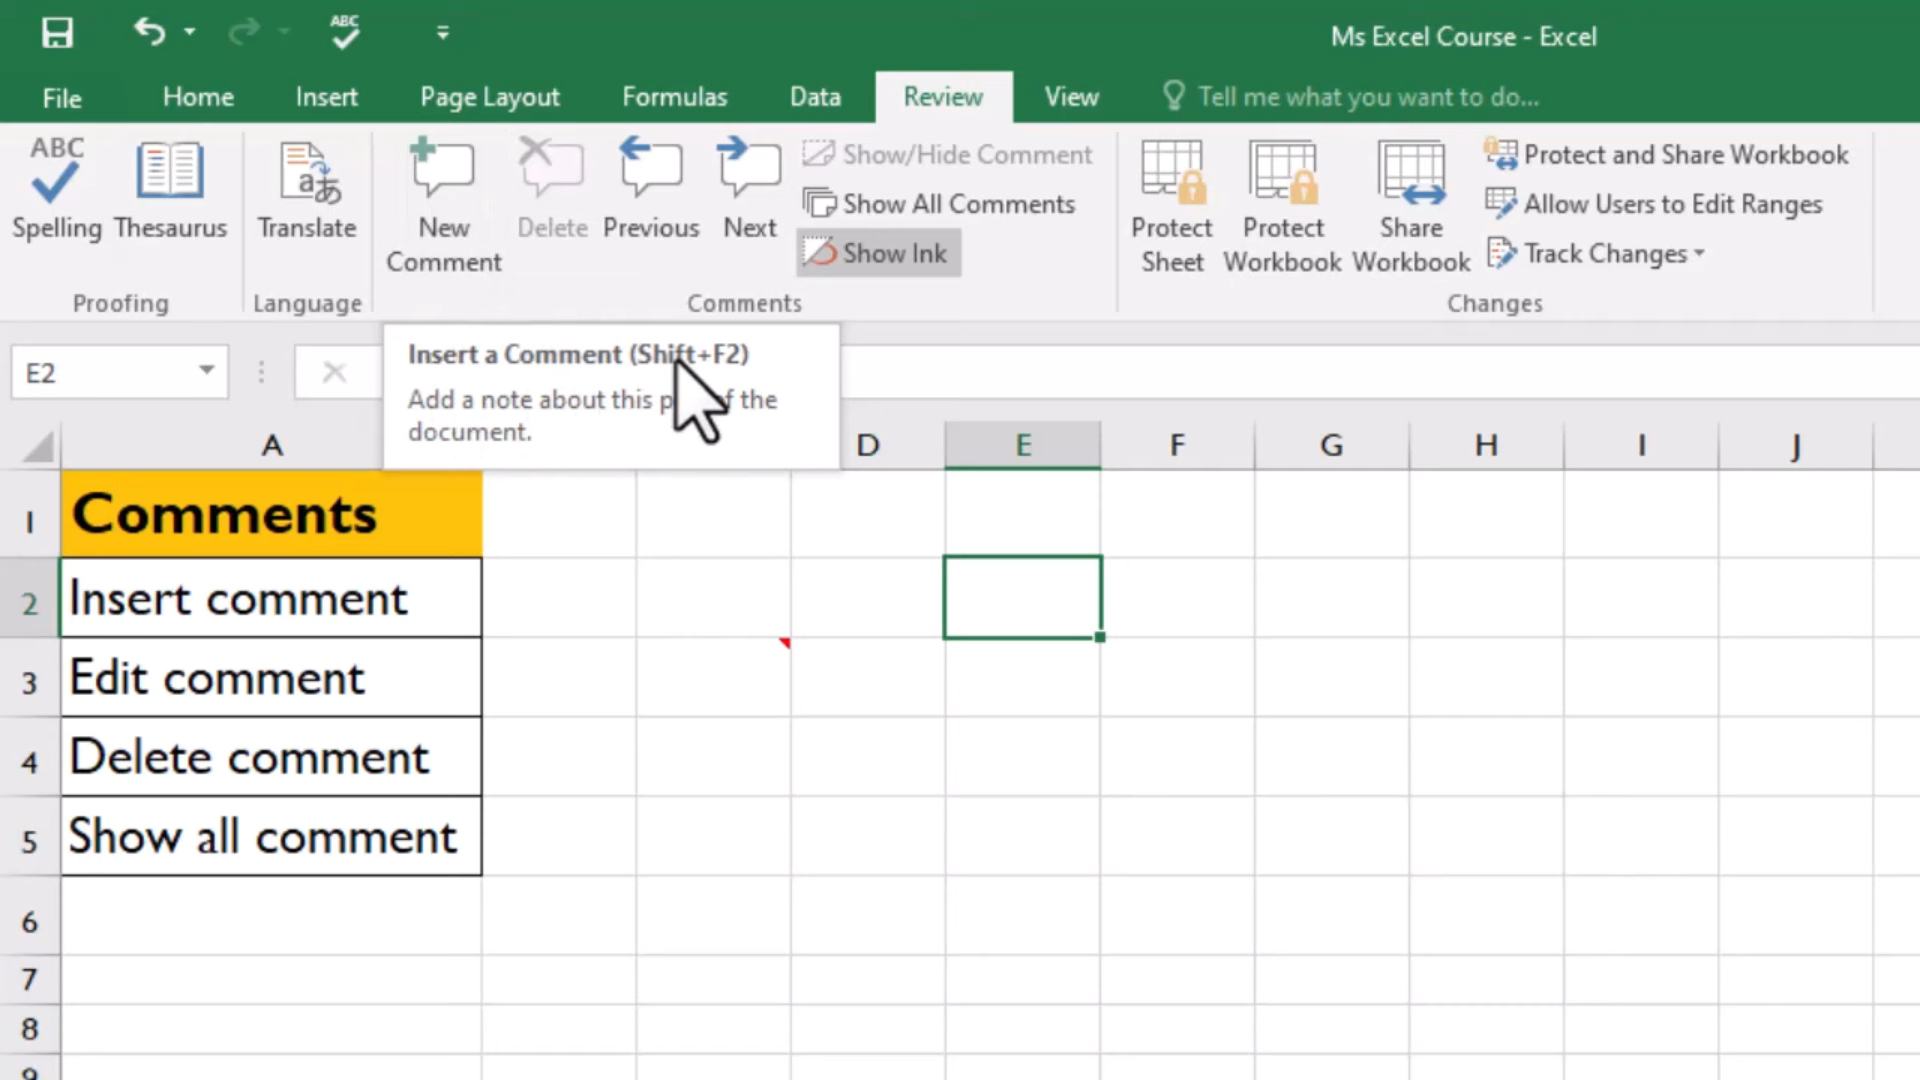 ABC
Ms Excel Course - Excel
File Home Insert Page Layout Formulas Data Review View Tell me what you want to do...
ABC
Spelling Thesaurus
Proofing
Translate
Language
New Comment
Delete Previous Next
Show/Hide Comment
Show All Comments
Show Ink
Comments
Protect Sheet
Protect Workbook
Share Workbook
Protect and Share Workbook
Allow Users to Edit Ranges
Track Changes
Changes
E2
Insert a Comment (Shift+F2)
Add a note about this p of the
document.
A D E F G H I J
1 Comments
2 Insert comment
3 Edit comment
4 Delete comment
5 Show all comment
6
7
8
9